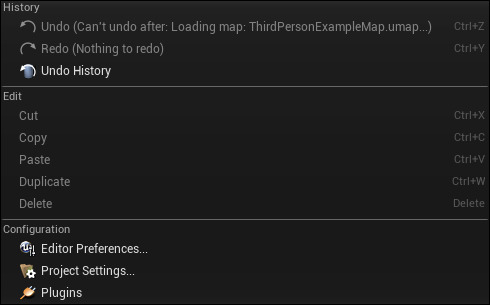 History
Undo (Can't undo after: Loading map: ThirdPersonExampleMap.umap...) Ctrl+Z
Redo (Nothing to redo) Ctrl+Y
Undo History
Edit
Cut Ctrl+X
Copy Ctrl+C
Paste Ctrl+V
Duplicate Ctrl+W
Delete Delete
Configuration
Editor Preferences...
Project Settings...
Plugins